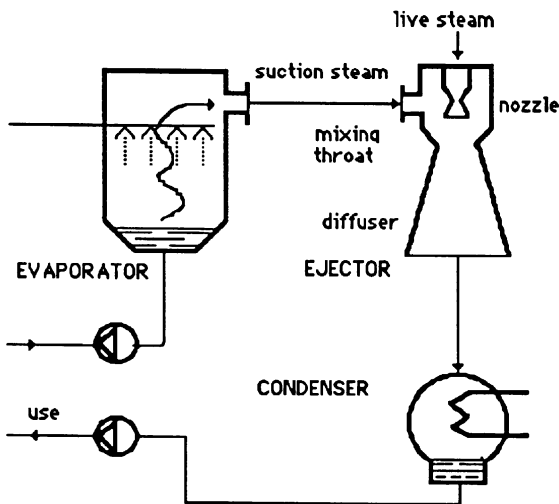 live steam
suction steam
nozzle
mixing
throat
diffuser
EVAPORATOR
EJECTOR
CONDENSER
use